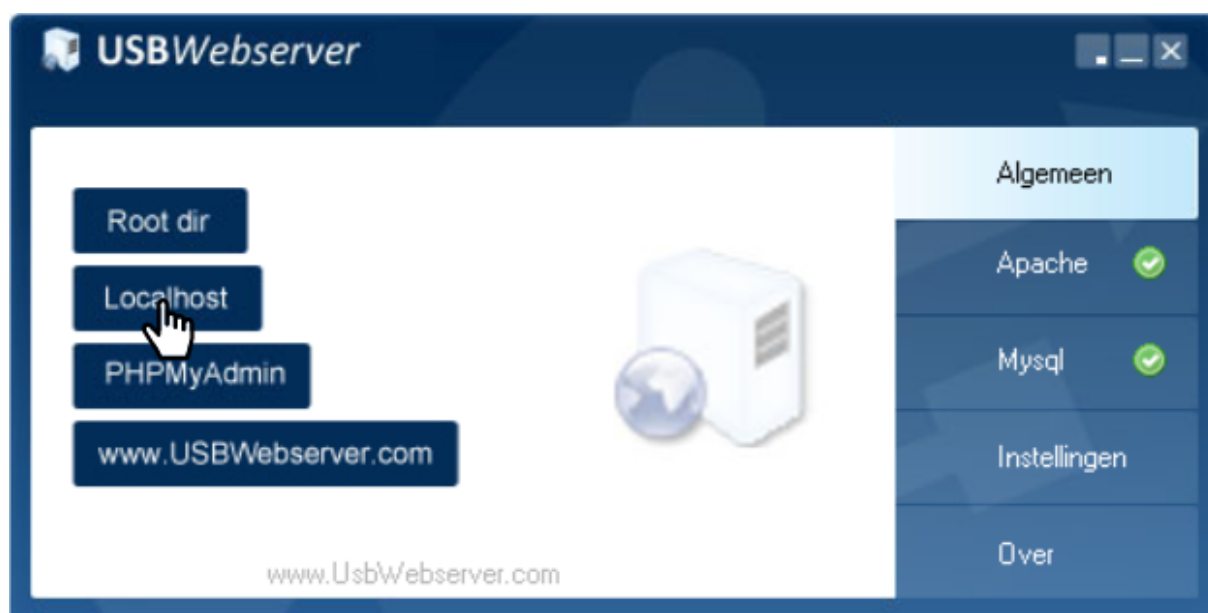 USBWebserver
Root dir
Localhost
PHPMyAdmin
www.USBWebserver.com
www.UsbWebserver.com
Algemeen
Apache
Mysql
Instellingen
Over